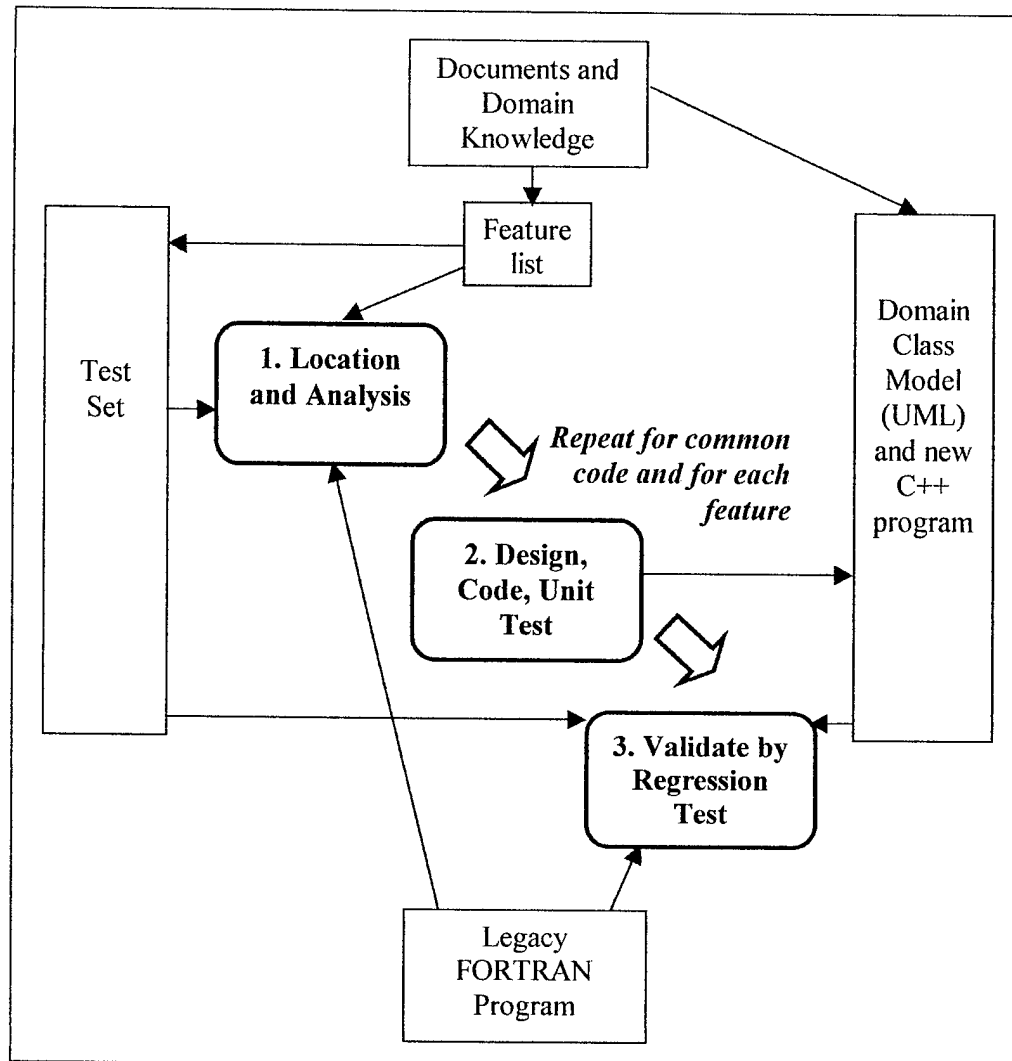 Documents and
Domain
Knowledge
Feature
list
Test
Set
1. Location
and Analysis
Repeat for common
code and for each
feature
2. Design,
Code, Unit
Test
Domain
Class
Model
(UML)
and new
C++
program
3. Validate by
Regression
Test
Legacy
FORTRAN
Program